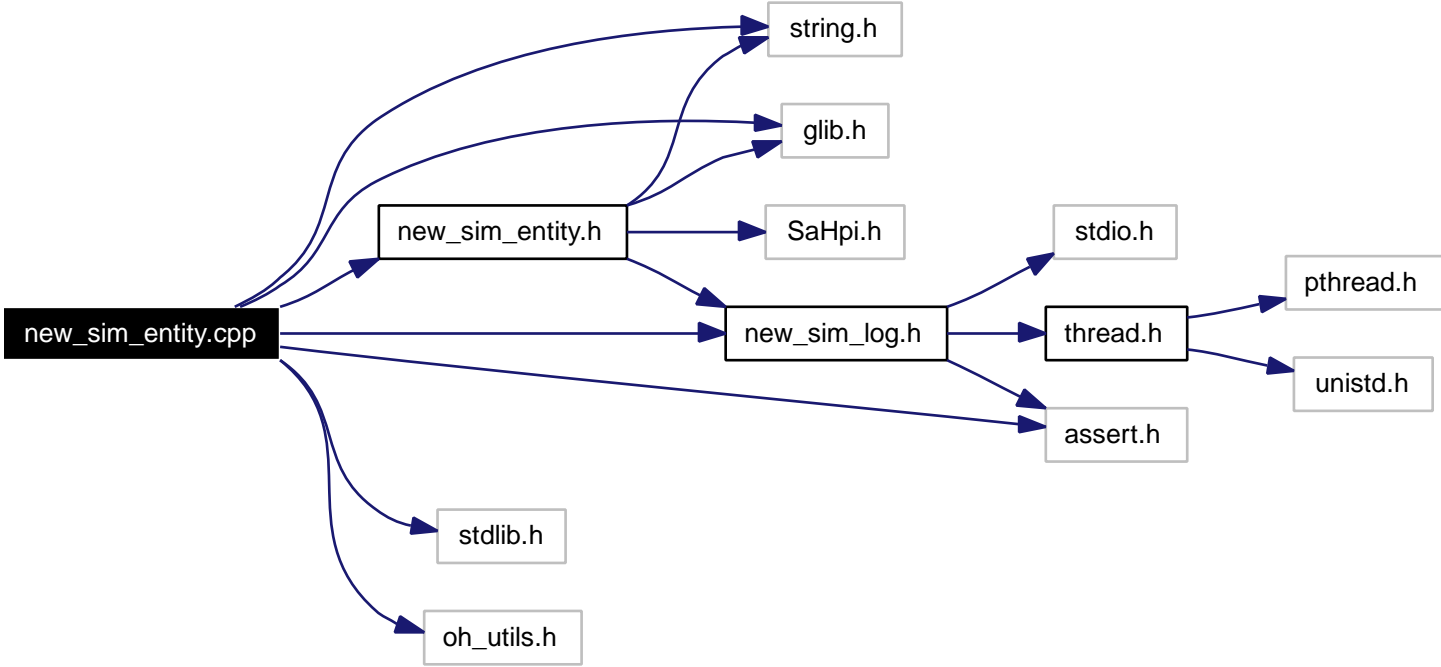 string.h
glib.h
new_sim_entity.h
SaHpi.h
stdio.h
pthread.h
new_sim_entity.cpp
new_sim_log.h
thread.h
unistd.h
assert.h
stdlib.h
oh_utils.h